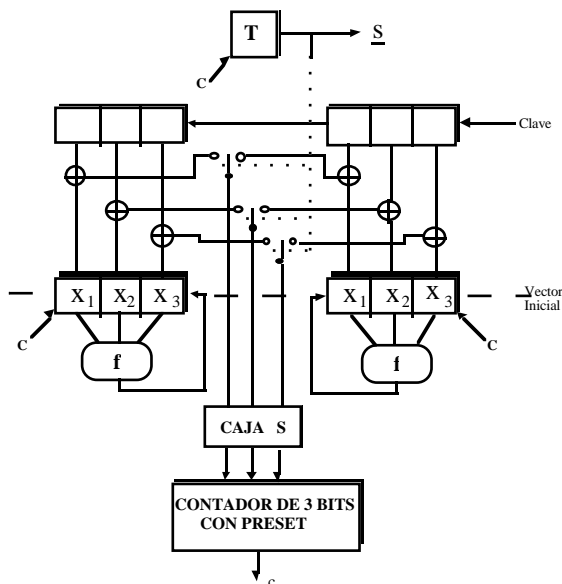 T
S
C
Clave
X1 X2 X3
X1 X2 X3
Vector
Inicial
C
C
f
f
CAJA S
CONTADOR DE 3 BITS
CON PRESET
c